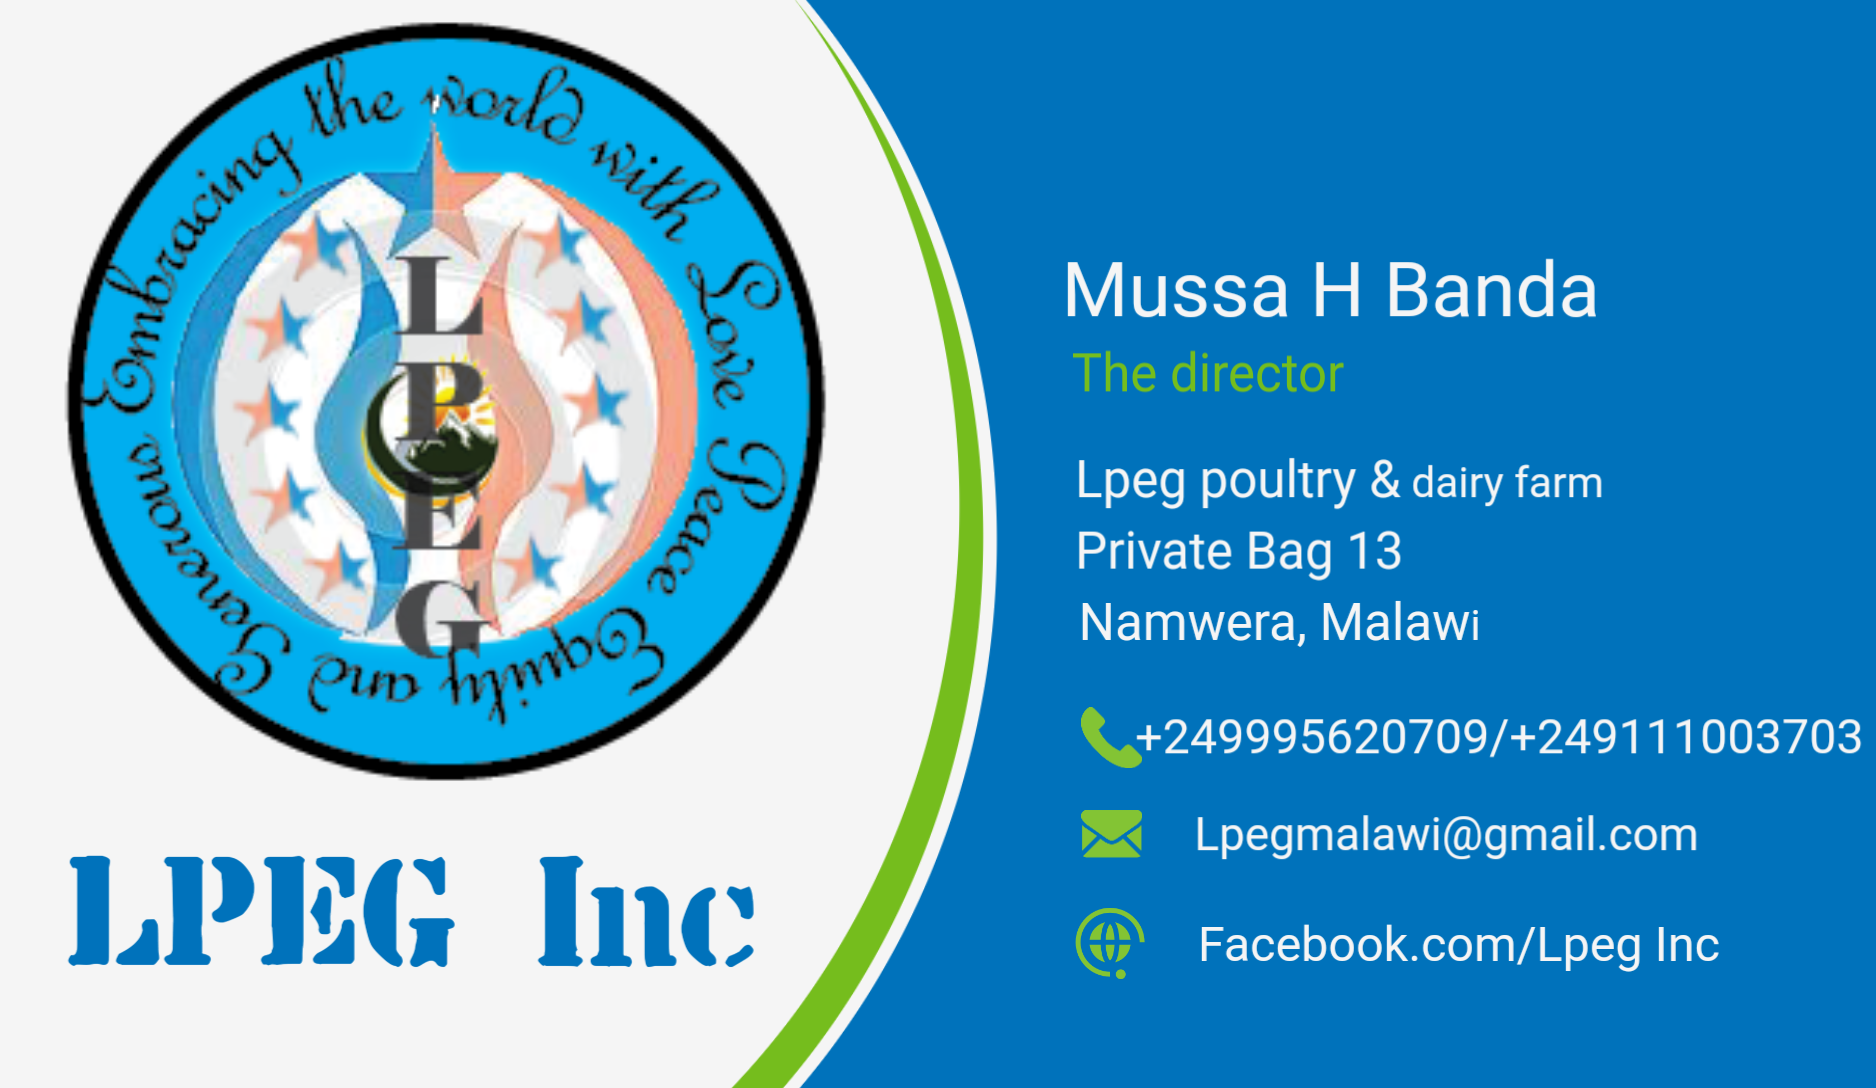 Embracing the world with Love Peace Equity and Generous
L
P
E
G
LPEG Inc
Mussa H Banda
The director
Lpeg poultry & dairy farm
Private Bag 13
Namwera, Malawi
+249995620709/+249111003703
Lpegmalawi@gmail.com
Facebook.com/Lpeg Inc